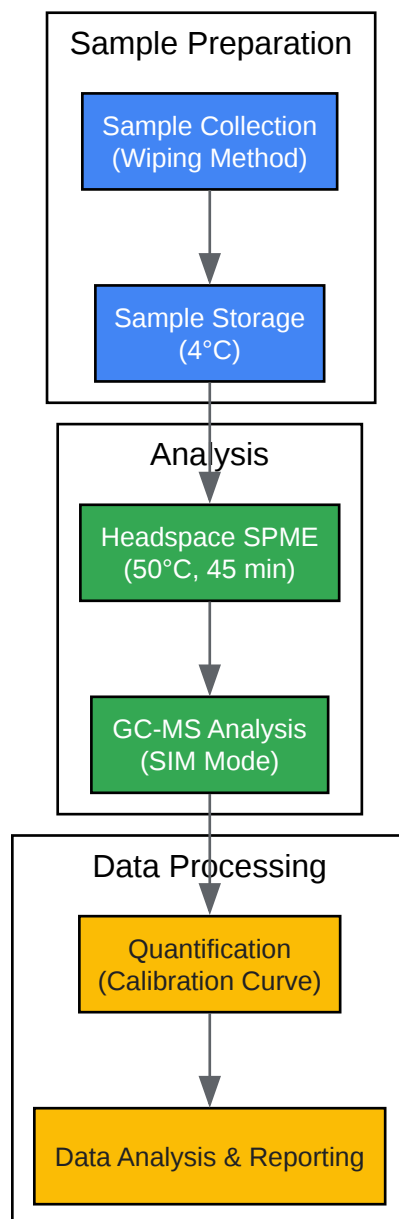 Sample Preparation
Sample Collection
(Wiping Method)
Sample Storage
(4°C)
Analysis
Headspace SPME
(50°C, 45 min)
GC-MS Analysis
(SIM Mode)
Data Processing
Quantification
(Calibration Curve)
Data Analysis & Reporting